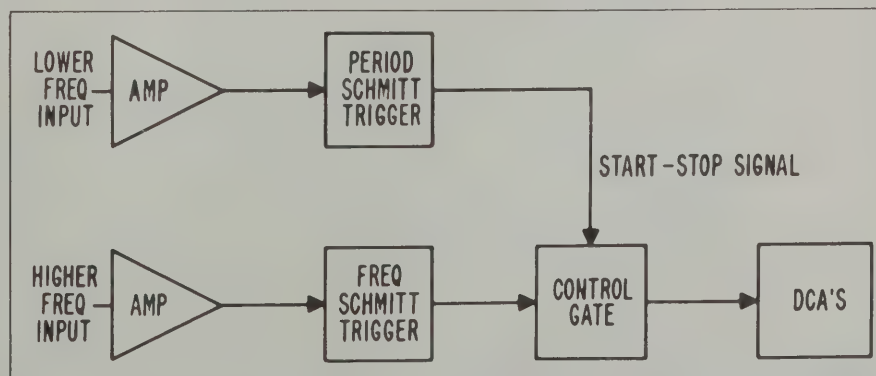 LOWER
FREQ
INPUT
AMP
PERIOD
SCHMITT
TRIGGER
START-STOP SIGNAL
HIGHER
FREQ
INPUT
AMP
FREQ
SCHMITT
TRIGGER
CONTROL
GATE
DCA'S